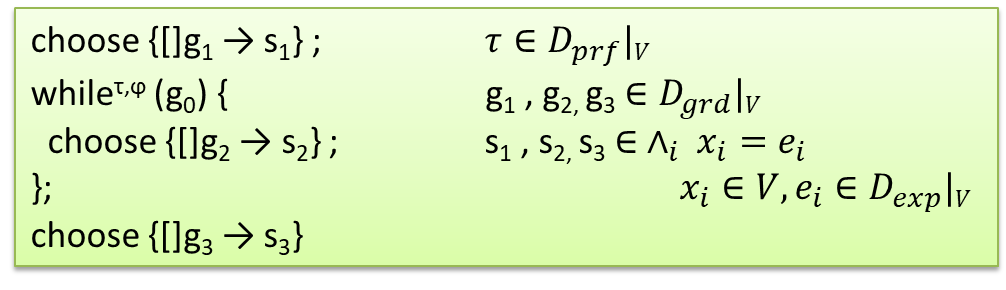 choose {[]g₁ → s₁} ; τ ∈ D_prf|_V
while^τ,φ (g₀) { g₁ , g₂, g₃ ∈ D_grd|_V
choose {[]g₂ → s₂} ; s₁ , s₂, s₃ ∈ ∧ᵢ xᵢ = eᵢ
}; xᵢ ∈ V, eᵢ ∈ D_exp|_V
choose {[]g₃ → s₃}